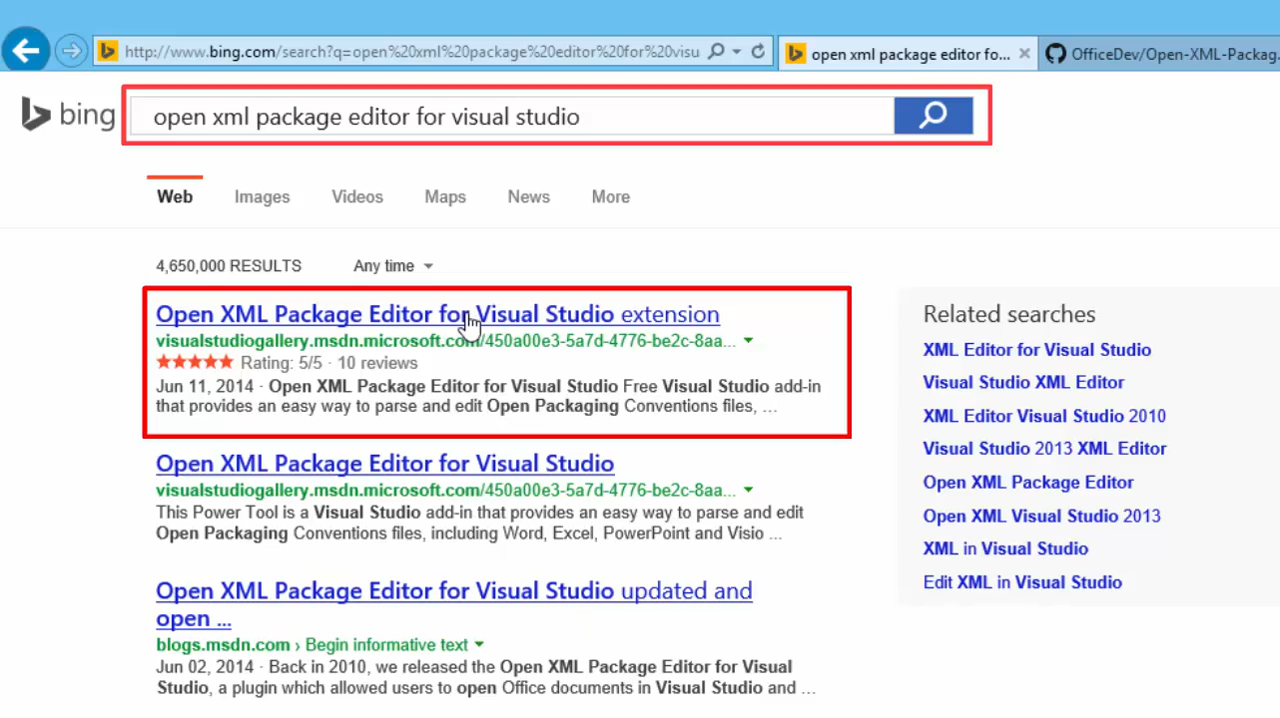 http://www.bing.com/search?q=open%20xml%20package%20editor%20for%20visu
open xml package editor fo...
OfficeDev/Open-XML-Packag.
bing
open xml package editor for visual studio
Web Images Videos Maps News More
4,650,000 RESULTS Any time
Open XML Package Editor for Visual Studio extension
visualstudiogallery.msdn.microsoft.com/450a00e3-5a7d-4776-be2c-8aa...
Rating: 5/5 · 10 reviews
Jun 11, 2014 · Open XML Package Editor for Visual Studio Free Visual Studio add-in
that provides an easy way to parse and edit Open Packaging Conventions files, ...
Open XML Package Editor for Visual Studio
visualstudiogallery.msdn.microsoft.com/450a00e3-5a7d-4776-be2c-8aa...
This Power Tool is a Visual Studio add-in that provides an easy way to parse and edit
Open Packaging Conventions files, including Word, Excel, PowerPoint and Visio ...
Open XML Package Editor for Visual Studio updated and
open ...
blogs.msdn.com › Begin informative text
Jun 02, 2014 · Back in 2010, we released the Open XML Package Editor for Visual
Studio, a plugin which allowed users to open Office documents in Visual Studio and ...
Related searches
XML Editor for Visual Studio
Visual Studio XML Editor
XML Editor Visual Studio 2010
Visual Studio 2013 XML Editor
Open XML Package Editor
Open XML Visual Studio 2013
XML in Visual Studio
Edit XML in Visual Studio